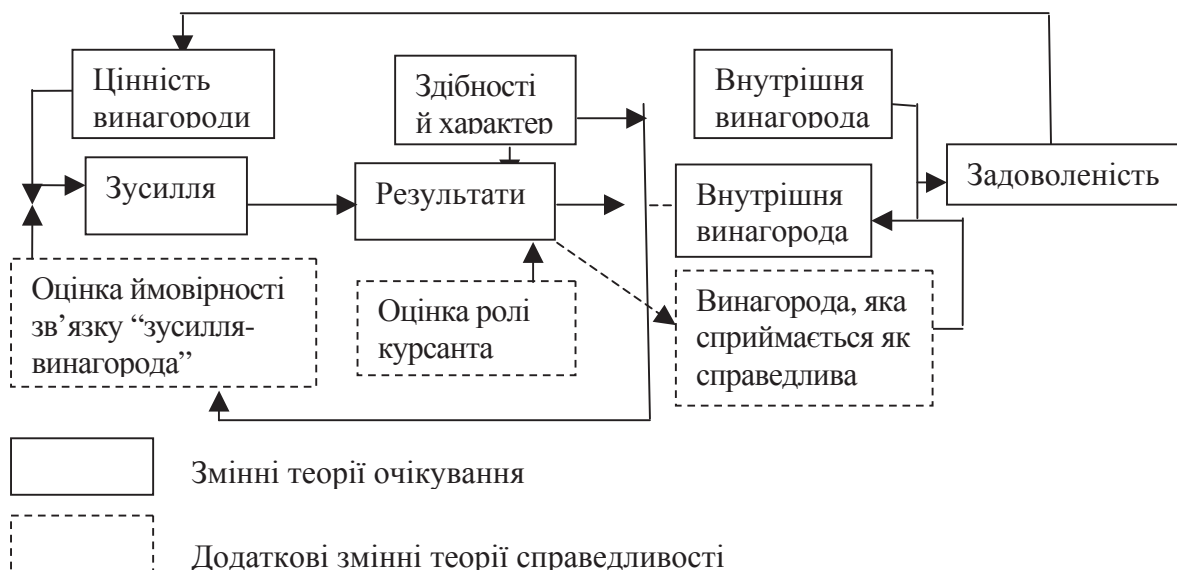 Цінність
винагороди
Здібності
й характер
Внутрішня
винагорода
Зусилля
Результати
Внутрішня
винагорода
Задоволеність
Оцінка ймовірності
зв’язку “зусилля-
винагорода”
Оцінка ролі
курсанта
Винагорода, яка
сприймається як
справедлива
Змінні теорії очікування
Додаткові змінні теорії справедливості